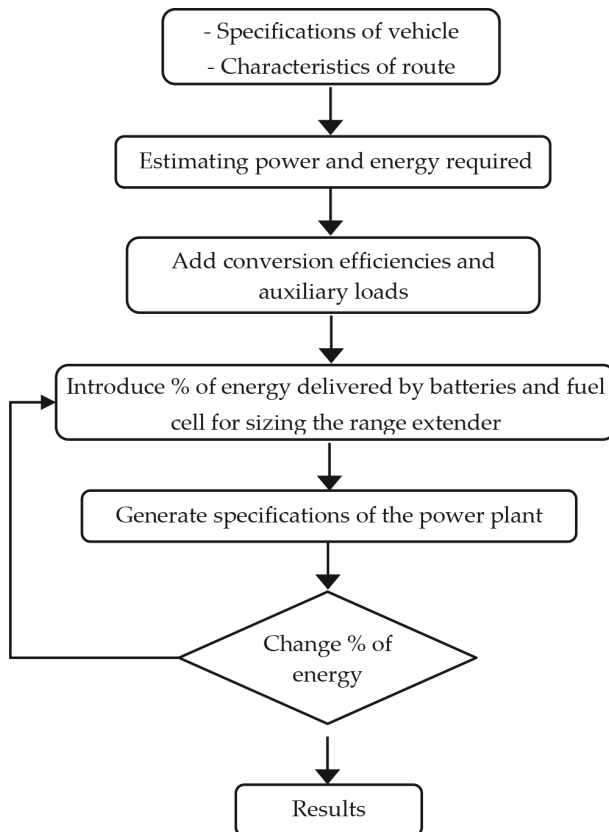 - Specifications of vehicle
- Characteristics of route
Estimating power and energy required
Add conversion efficiencies and
auxiliary loads
Introduce % of energy delivered by batteries and fuel
cell for sizing the range extender
Generate specifications of the power plant
Change % of
energy
Results